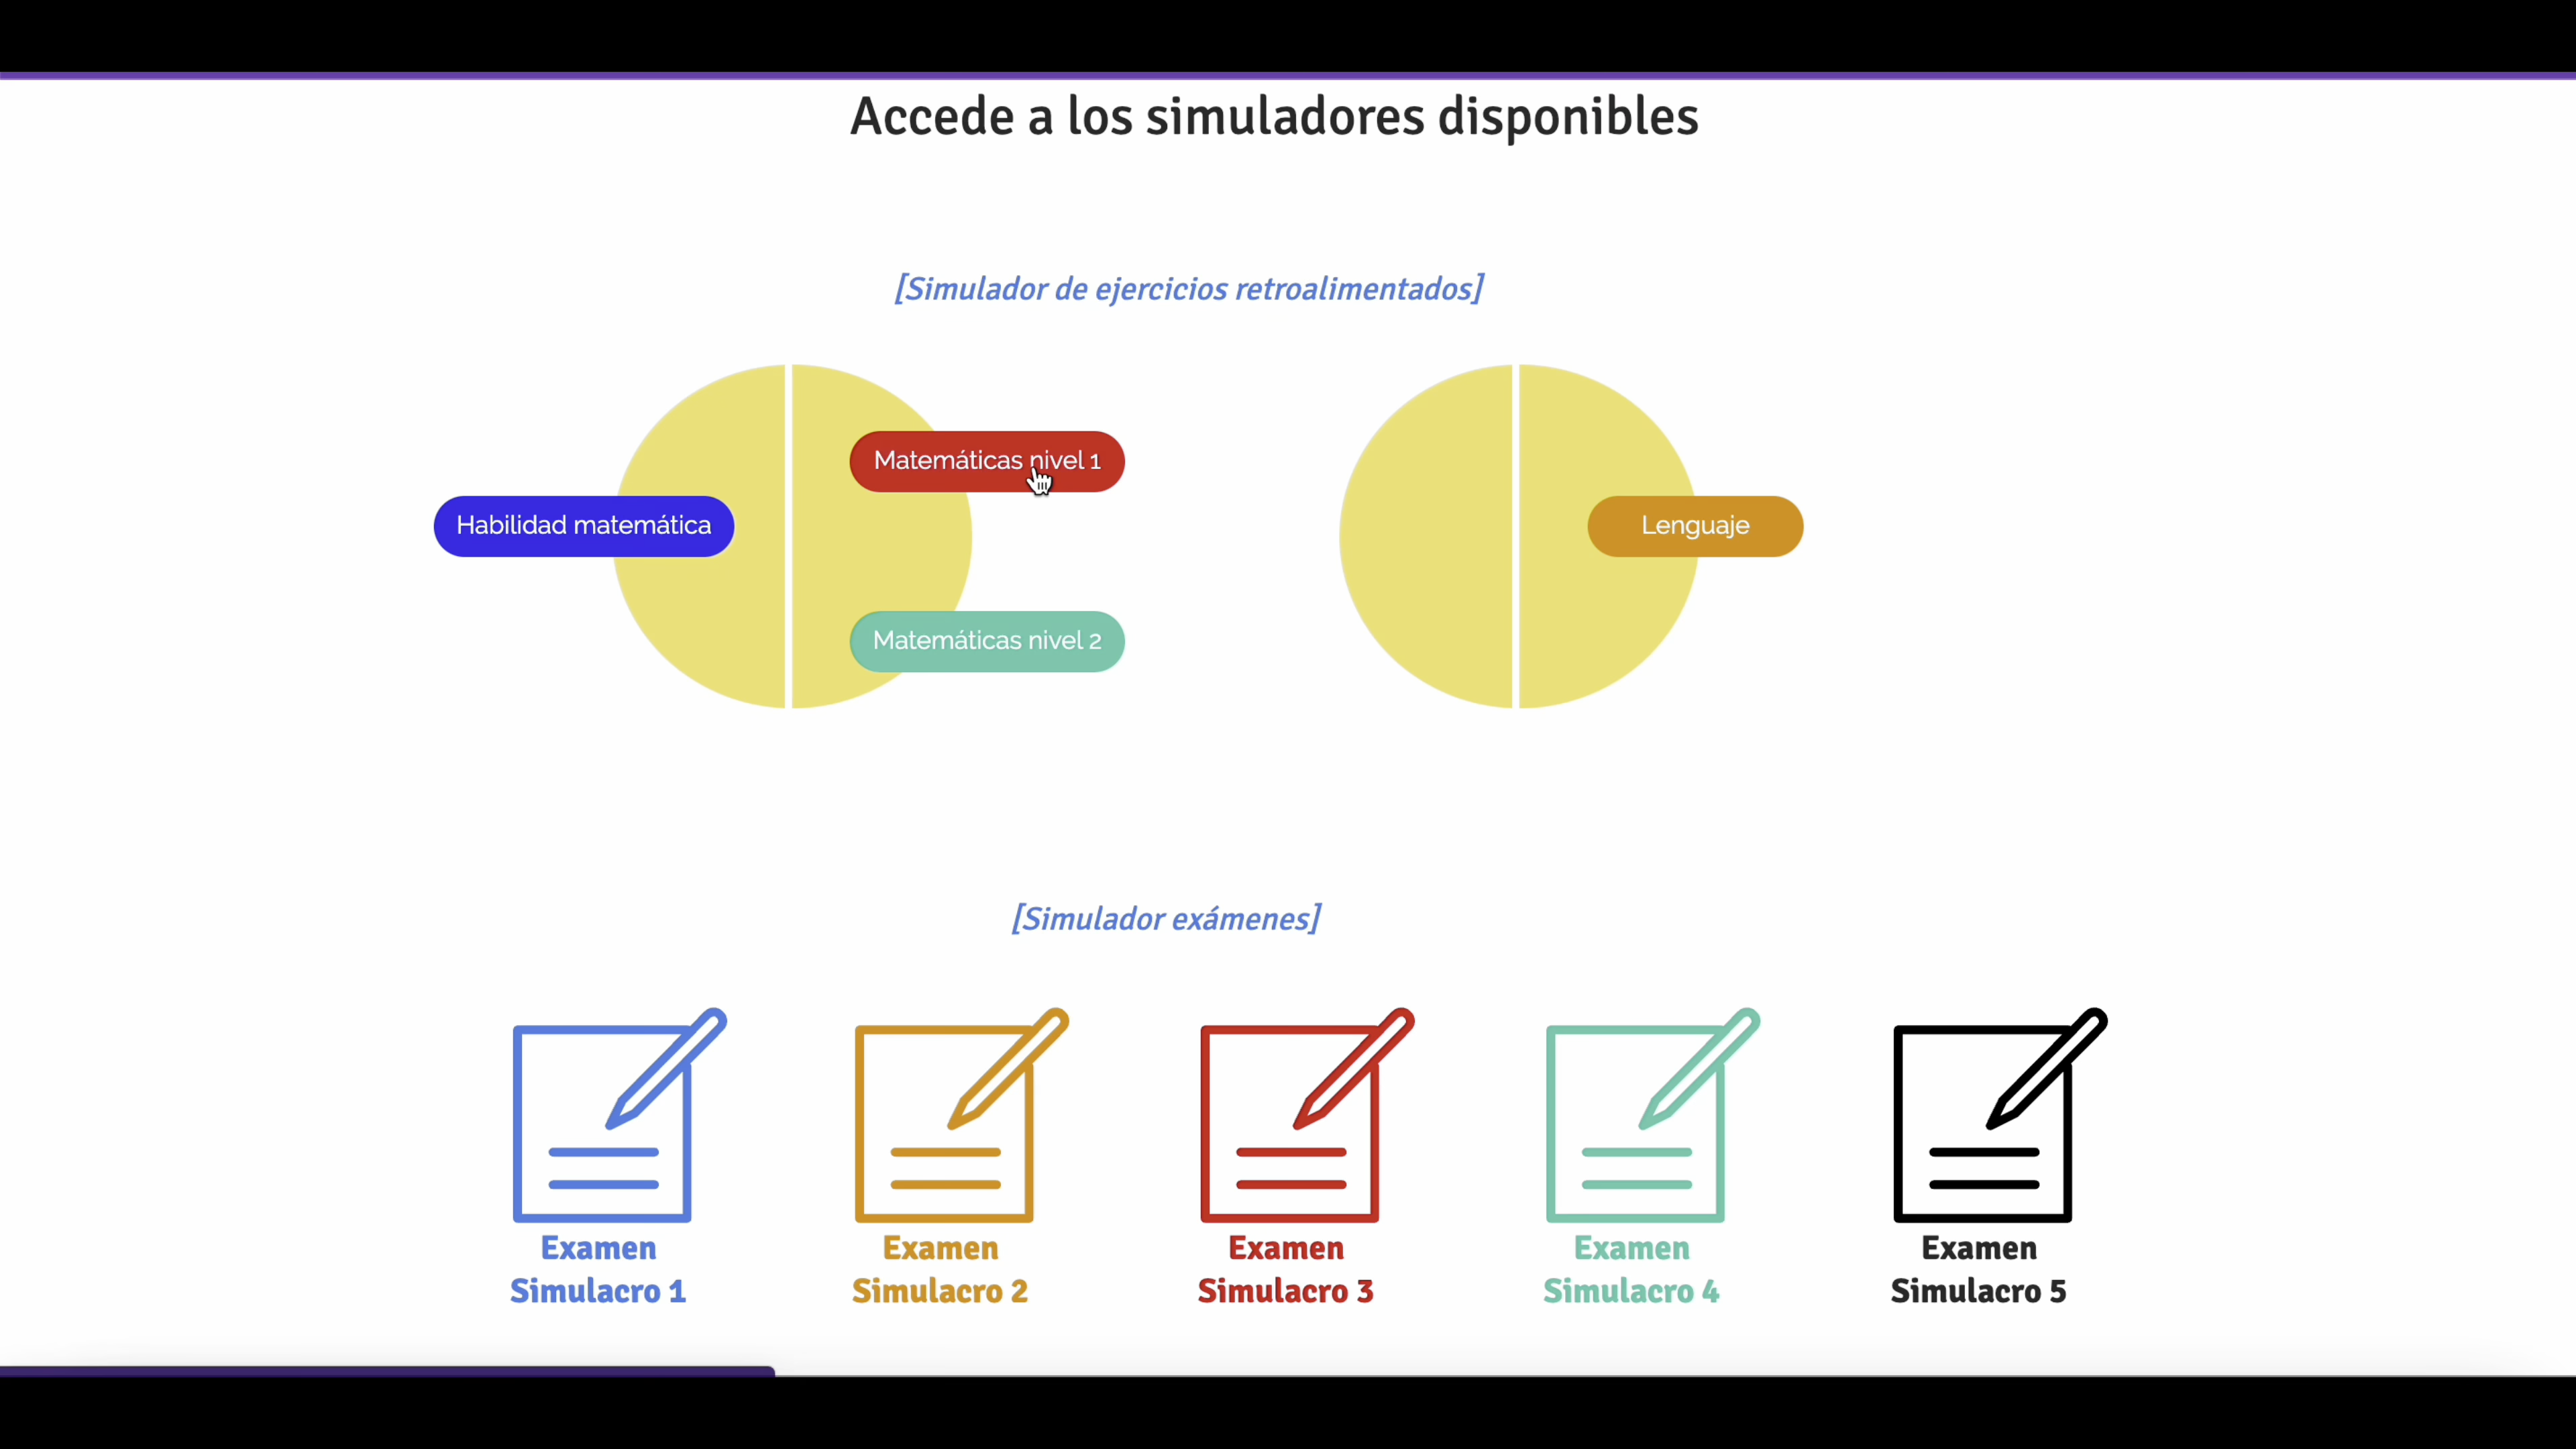 Accede a los simuladores disponibles
[Simulador de ejercicios retroalimentados]
Matemáticas nivel 1
Habilidad matemática
Lenguaje
Matemáticas nivel 2
[Simulador exámenes]
Examen
Simulacro 1
Examen
Simulacro 2
Examen
Simulacro 3
Examen
Simulacro 4
Examen
Simulacro 5